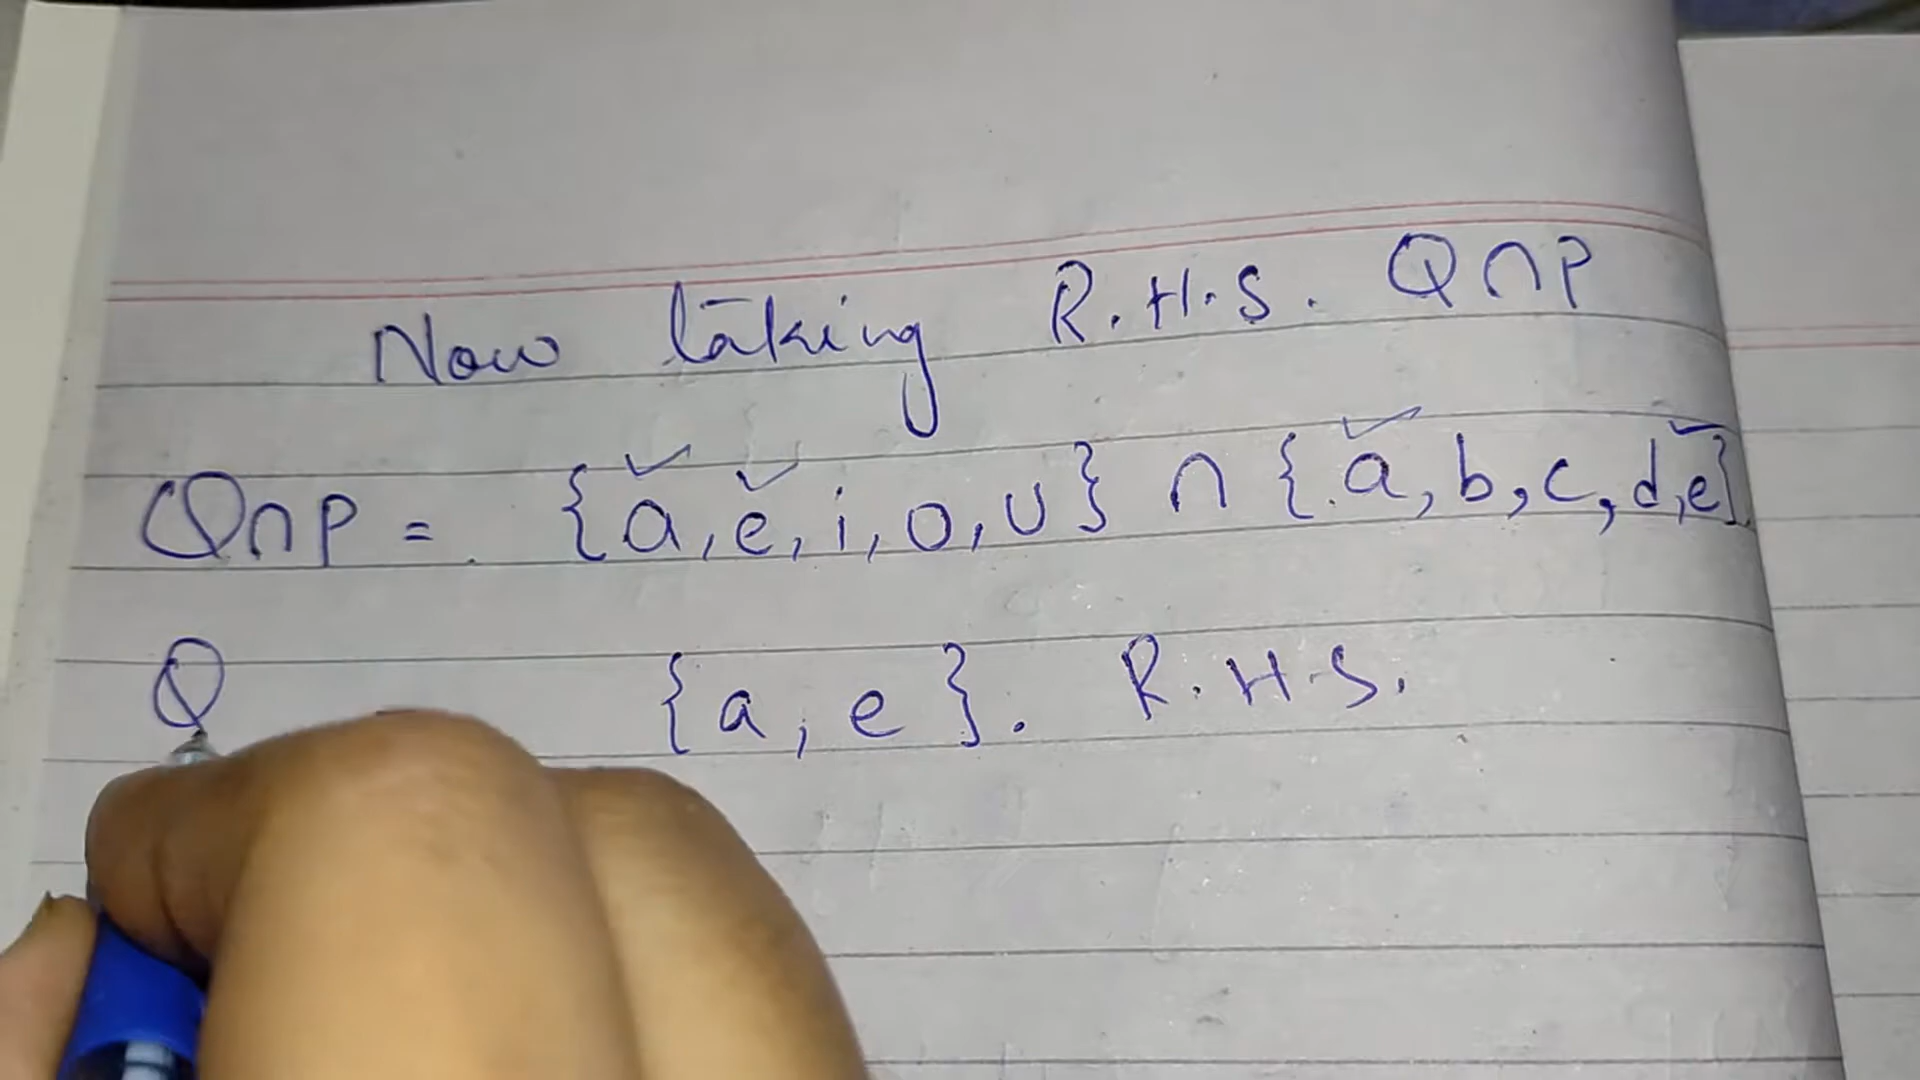 Now taking R.H.S. Q∩P
Q∩P = {a, e, i, o, u} ∩ {a, b, c, d, e}
Q {a, e}. R.H.S.